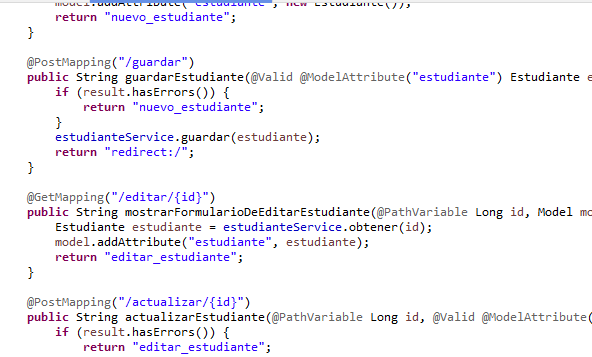 model.addAttribute("estudiante", new Estudiante());
return "nuevo_estudiante";
}
@PostMapping("/guardar")
public String guardarEstudiante(@Valid @ModelAttribute("estudiante") Estudiante e
if (result.hasErrors()) {
return "nuevo_estudiante";
}
estudianteService.guardar(estudiante);
return "redirect:/";
}
@GetMapping("/editar/{id}")
public String mostrarFormularioDeEditarEstudiante(@PathVariable Long id, Model mo
Estudiante estudiante = estudianteService.obtener(id);
model.addAttribute("estudiante", estudiante);
return "editar_estudiante";
}
@PostMapping("/actualizar/{id}")
public String actualizarEstudiante(@PathVariable Long id, @Valid @ModelAttribute(
if (result.hasErrors()) {
return "editar_estudiante";